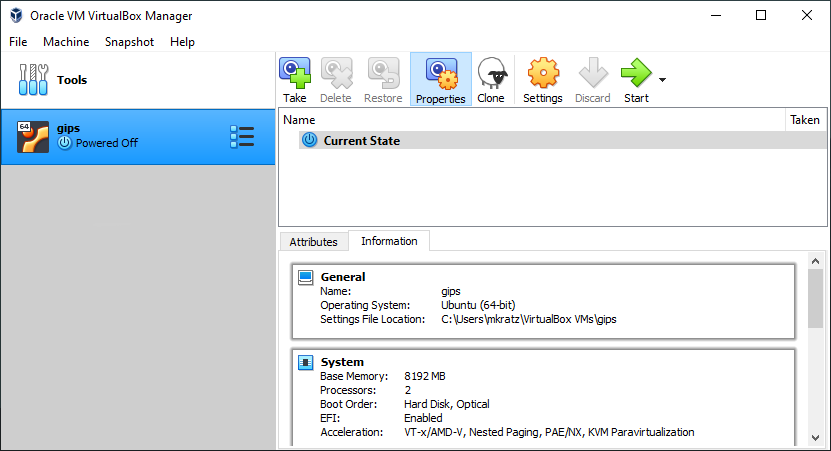 Oracle VM VirtualBox Manager
File Machine Snapshot Help
Tools
Take Delete Restore Properties Clone Settings Discard Start
64
gips
Powered Off
Name Taken
Current State
Attributes Information
General
Name: gips
Operating System: Ubuntu (64-bit)
Settings File Location: C:\Users\mkratz\VirtualBox VMs\gips
System
Base Memory: 8192 MB
Processors: 2
Boot Order: Hard Disk, Optical
EFI: Enabled
Acceleration: VT-x/AMD-V, Nested Paging, PAE/NX, KVM Paravirtualization